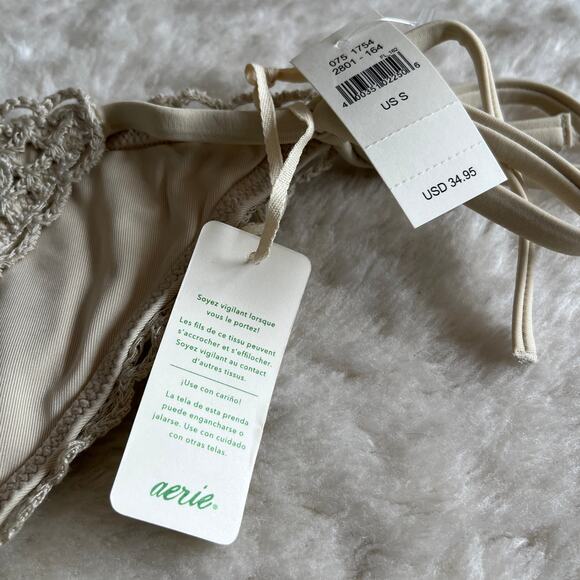 075 1754
2801 - 164
FL_162
US S
USD 34.95
Soyez vigilant lorsque
vous le portez!
Les fils de ce tissu peuvent
s'accrocher et s'effilocher.
Soyez vigilant au contact
d'autres tissus.
¡Use con cariño!
La tela de esta prenda
puede engancharse o
jalarse. Use con cuidado
con otras telas.
aerie®